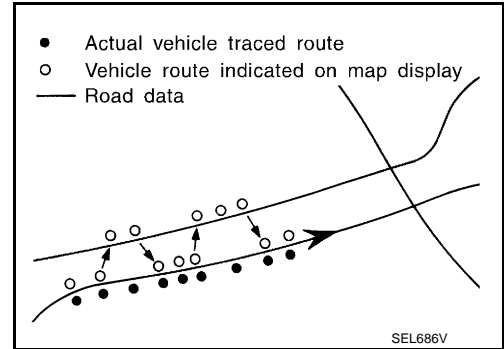 Actual vehicle traced route
Vehicle route indicated on map display
Road data
SEL686V